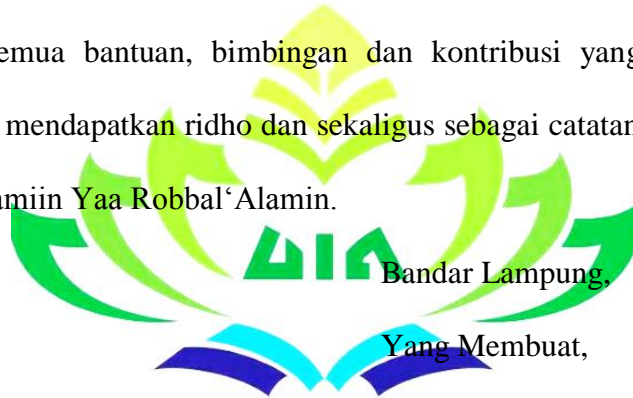 emua bantuan, bimbingan dan kontribusi yang
mendapatkan ridho dan sekaligus sebagai catatan
amiin Yaa Robbal‘Alamin.
UIN
Bandar Lampung,
Yang Membuat,